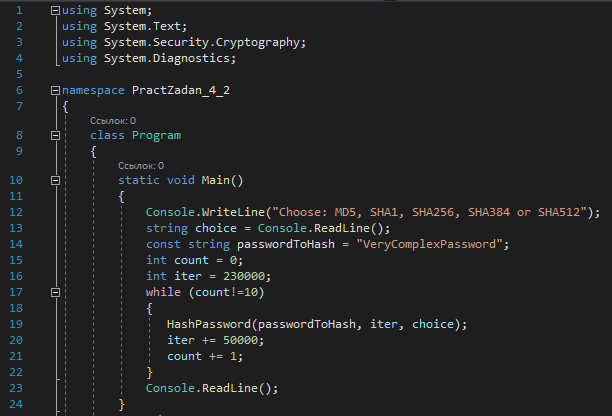 1 using System;
2 using System.Text;
3 using System.Security.Cryptography;
4 using System.Diagnostics;
5
6 namespace PractZadan_4_2
7 {
Ссылок: 0
8 class Program
9 {
Ссылок: 0
10 static void Main()
11 {
12 Console.WriteLine("Choose: MD5, SHA1, SHA256, SHA384 or SHA512");
13 string choice = Console.ReadLine();
14 const string passwordToHash = "VeryComplexPassword";
15 int count = 0;
16 int iter = 230000;
17 while (count!=10)
18 {
19 HashPassword(passwordToHash, iter, choice);
20 iter += 50000;
21 count += 1;
22 }
23 Console.ReadLine();
24 }